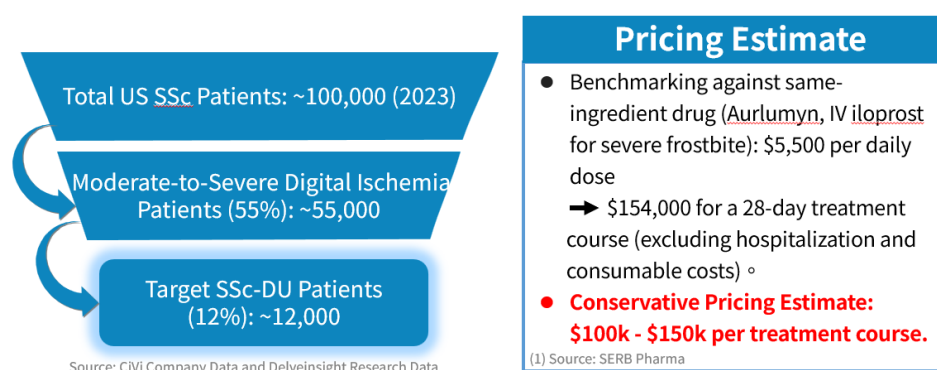 Total US SSc Patients: ~100,000 (2023)
Moderate-to-Severe Digital Ischemia
Patients (55%): ~55,000
Target SSc-DU Patients
(12%): ~12,000
Source: CiVi Company Data and Delveinsight Research Data
Pricing Estimate
● Benchmarking against same-
ingredient drug (Aurlumyn, IV iloprost
for severe frostbite): $5,500 per daily
dose
➡ $154,000 for a 28-day treatment
course (excluding hospitalization and
consumable costs)。
● Conservative Pricing Estimate:
$100k - $150k per treatment course.
(1) Source: SERB Pharma